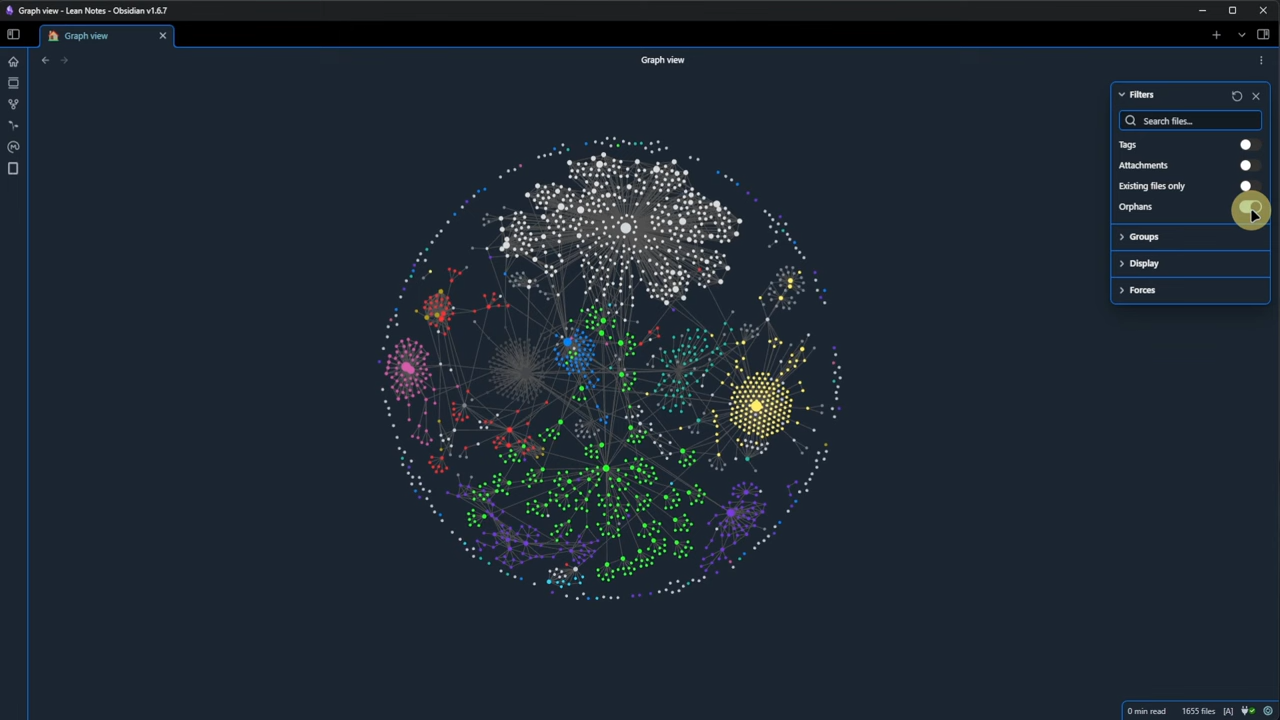 Graph view - Lean Notes - Obsidian v1.6.7
Graph view
Graph view
Filters
Search files...
Tags
Attachments
Existing files only
Orphans
Groups
Display
Forces
0 min read 1655 files [A]